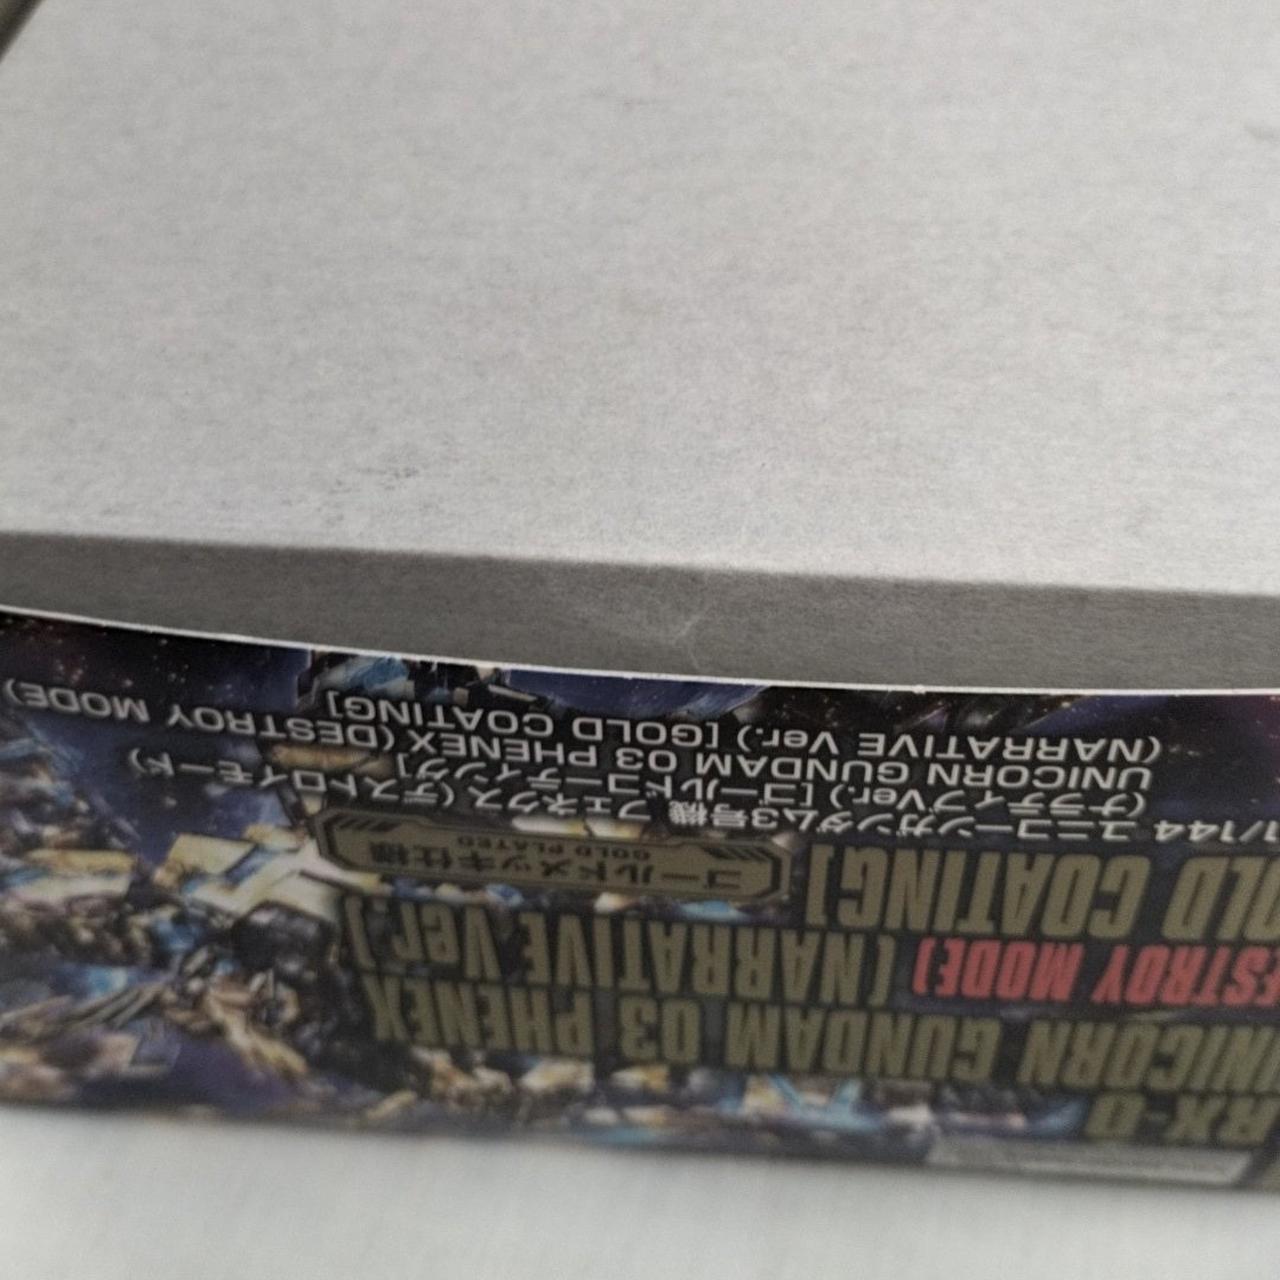 RX-0
UNICORN GUNDAM 03 PHENEX
ESTROY MODE) (NARRATIVE Ver.)
OLD COATING]
ゴールドメッキ仕様
GOLD PLATED
1/144 ユニコーンガンダム3号機 フェネクス (デストロイモード)
(ナラティブVer.) [ゴールドコーティング]
UNICORN GUNDAM 03 PHENEX (DESTROY MODE)
(NARRATIVE Ver.) [GOLD COATING]